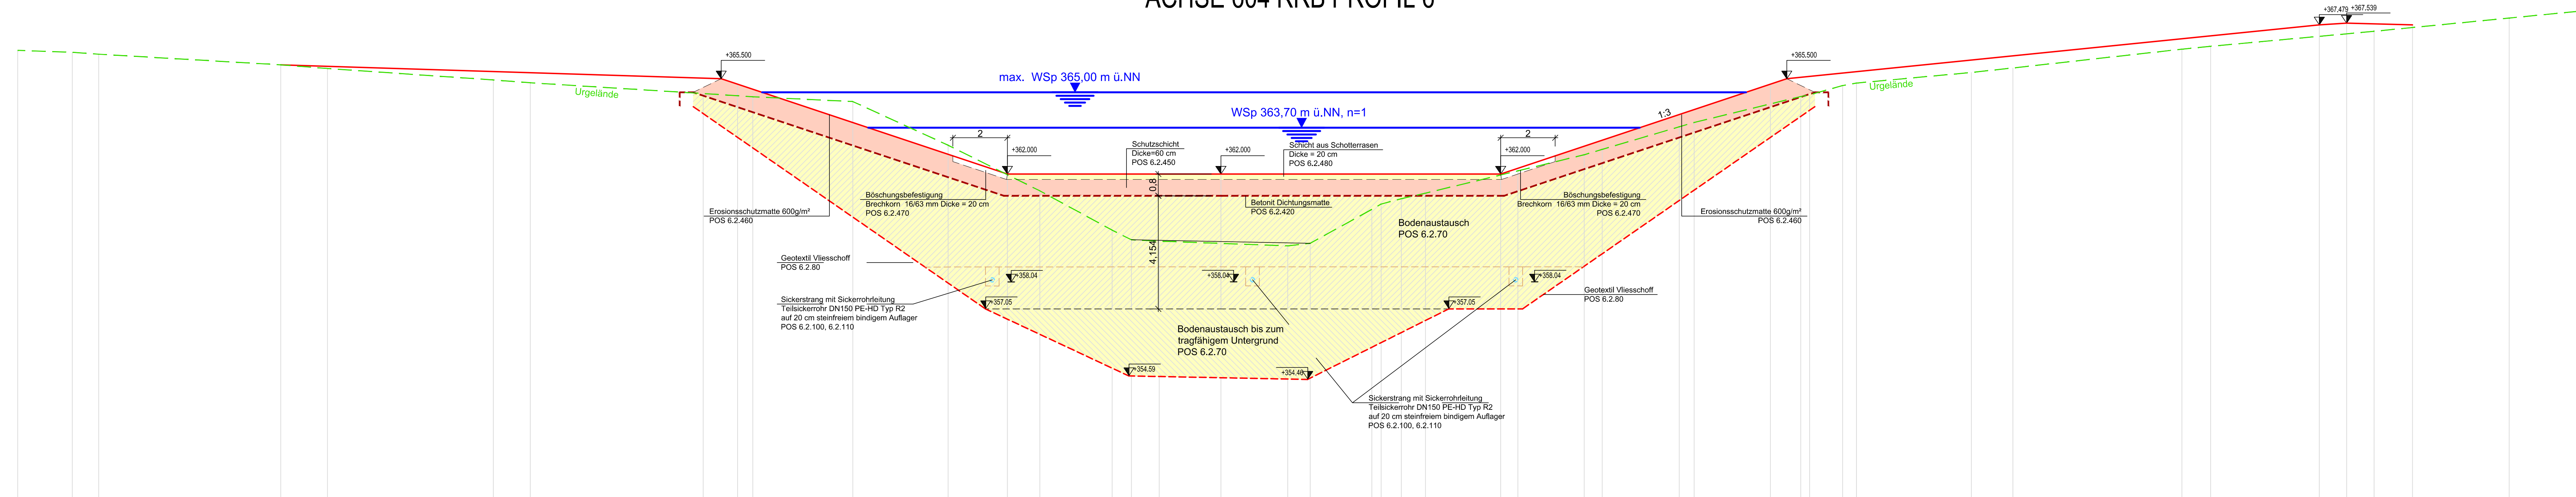 +367,479
+367,539
+365.500
+365.500
max. WSp 365,00 m ü.NN
Urgelände
Urgelände
WSp 363,70 m ü.NN, n=1
1:3
2
2
Schutzschicht
Dicke=60 cm
POS 6.2.450
Schicht aus Schotterrasen
Dicke = 20 cm
POS 6.2.480
+362.000
+362.000
+362.000
0.8
Böschungsbefestigung
Brechkorn 16/63 mm Dicke = 20 cm
POS 6.2.470
Betonit Dichtungsmatte
POS 6.2.420
Böschungsbefestigung
Brechkorn 16/63 mm Dicke = 20 cm
POS 6.2.470
Erosionsschutzmatte 600g/m²
POS 6.2.460
Erosionsschutzmatte 600g/m²
POS 6.2.460
Bodenaustausch
POS 6.2.70
4,154
Geotextil Vliesschoff
POS 6.2.80
+358,04
+358,04
+358,04
Geotextil Vliesschoff
POS 6.2.80
Sickerstrang mit Sickerrohrleitung
Teilsickerrohr DN150 PE-HD Typ R2
auf 20 cm steinfreiem bindigem Auflager
POS 6.2.100, 6.2.110
+357,05
+357,05
Bodenaustausch bis zum
tragfähigem Untergrund
POS 6.2.70
+354,59
+354,46
Sickerstrang mit Sickerrohrleitung
Teilsickerrohr DN150 PE-HD Typ R2
auf 20 cm steinfreiem bindigem Auflager
POS 6.2.100, 6.2.110